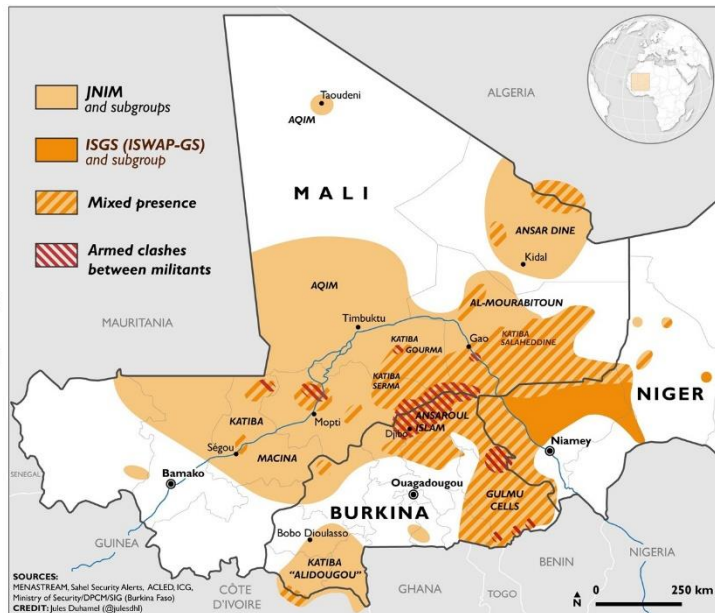 JNIM
and subgroups
ISGS (ISWAP-GS)
and subgroup
Mixed presence
Armed clashes
between militants
Taoudeni
AQIM
ALGERIA
MALI
ANSAR DINE
Kidal
AQIM
AL-MOURABITOUN
MAURITANIA
Timbuktu
KATIBA
GOURMA
Gao
KATIBA
SALAHEDDINE
KATIBA
SERMA
NIGER
KATIBA
Mopti
ANSAROUL
ISLAM
Djibo
Ségou
MACINA
Niamey
SENEGAL
Bamako
Ouagadougou
BURKINA
GULMU
CELLS
GUINEA
Bobo Dioulasso
KATIBA
"ALIDOUGOU"
BENIN
NIGERIA
CÔTE
D'IVOIRE
GHANA
TOGO
SOURCES:
MENASTREAM, Sahel Security Alerts, ACLED, ICG,
Ministry of Security/DPCM/SIG (Burkina Faso)
CREDIT: Jules Duhamel (@julesdhl)
N
0 250 km